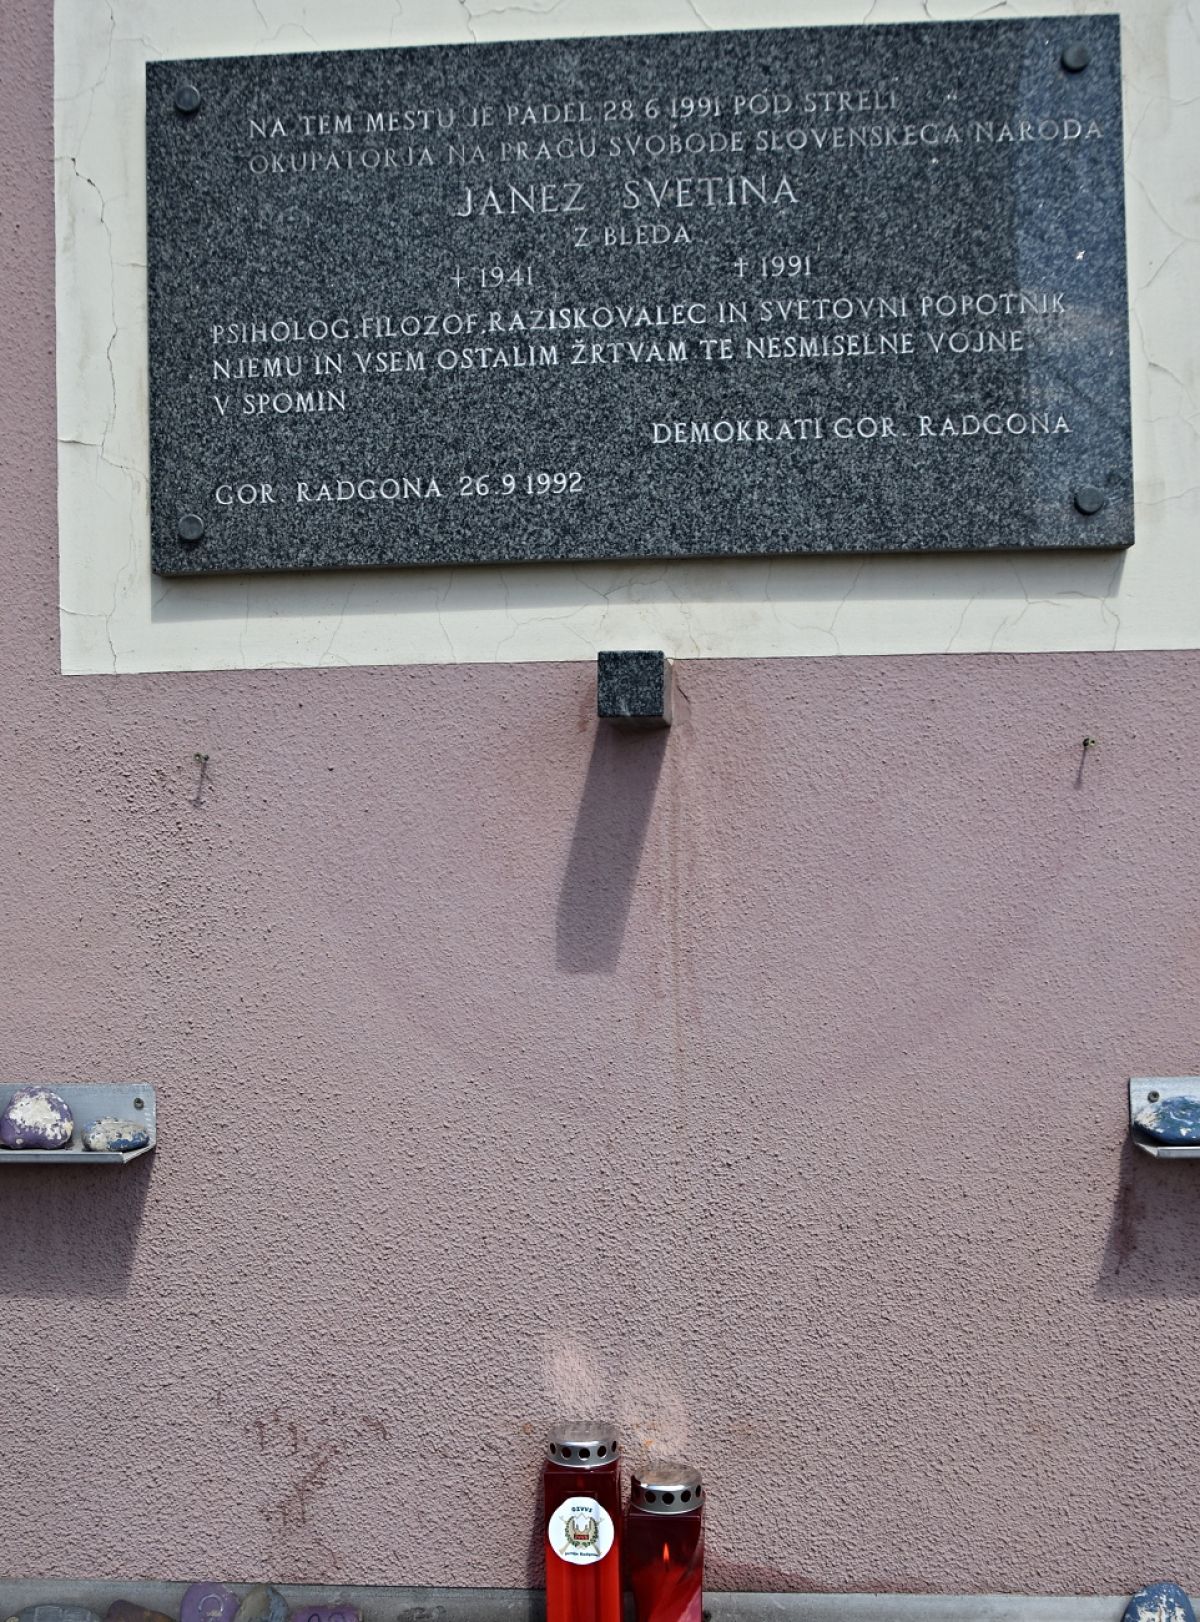 NA TEM MESTU JE PADEL 28.6.1991 POD STRELI
OKUPATORJA NA PRAGU SVOBODE SLOVENSKEGA NARODA
JANEZ SVETINA
Z BLEDA
+ 1941 † 1991
PSIHOLOG.FILOZOF.RAZISKOVALEC IN SVETOVNI POPOTNIK
NJEMU IN VSEM OSTALIM ŽRTVAM TE NESMISELNE VOJNE
V SPOMIN
DEMOKRATI GOR. RADGONA
GOR. RADGONA 26.9.1992
OZVVS